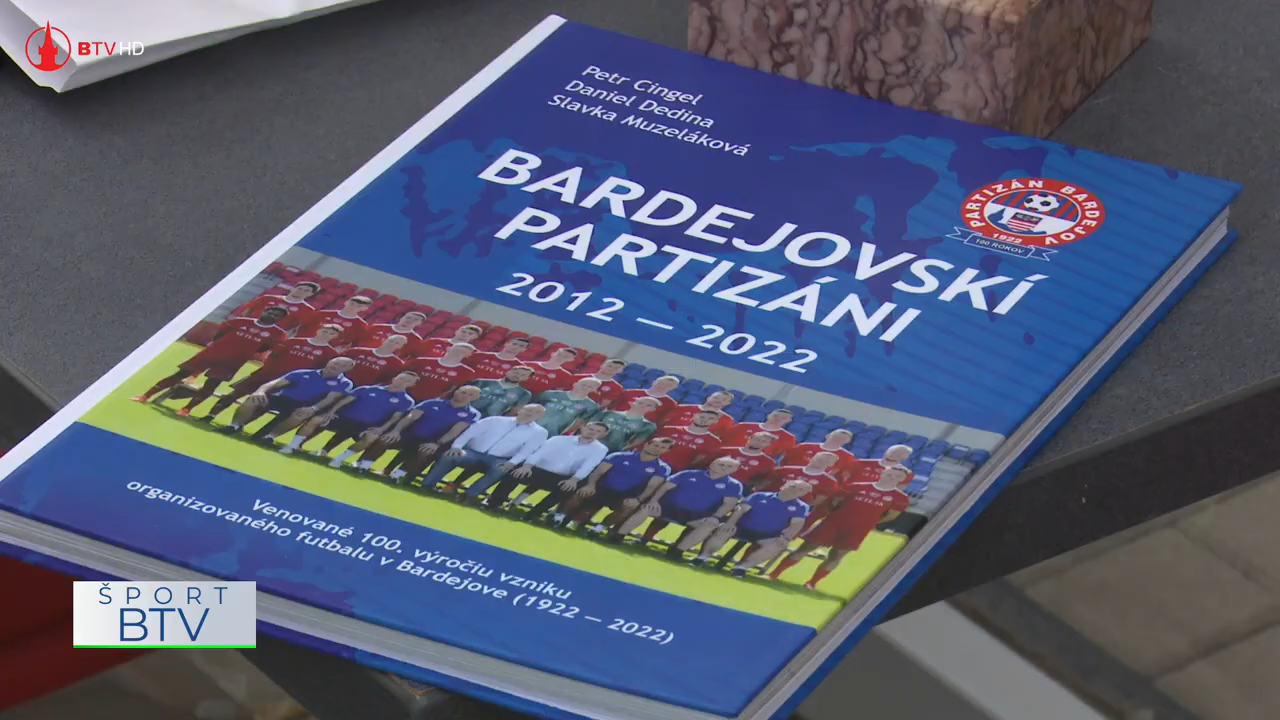 BTV HD
Petr Cingel
Daniel Dedina
Slavka Muzeláková
BARDEJOVSKÍ
PARTIZÁNI
2012 – 2022
PARTIZÁN BARDEJOV
1922
100 ROKOV
Venované 100. výročiu vzniku
organizovaného futbalu v Bardejove (1922 – 2022)
ŠPORT
BTV